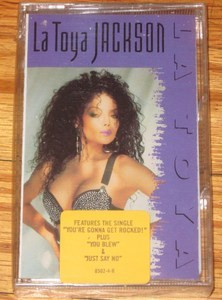 La Toya JACKSON
LA TOYA
FEATURES THE SINGLE
"YOU'RE GONNA GET ROCKED!"
PLUS
"YOU BLEW"
&
"JUST SAY NO"